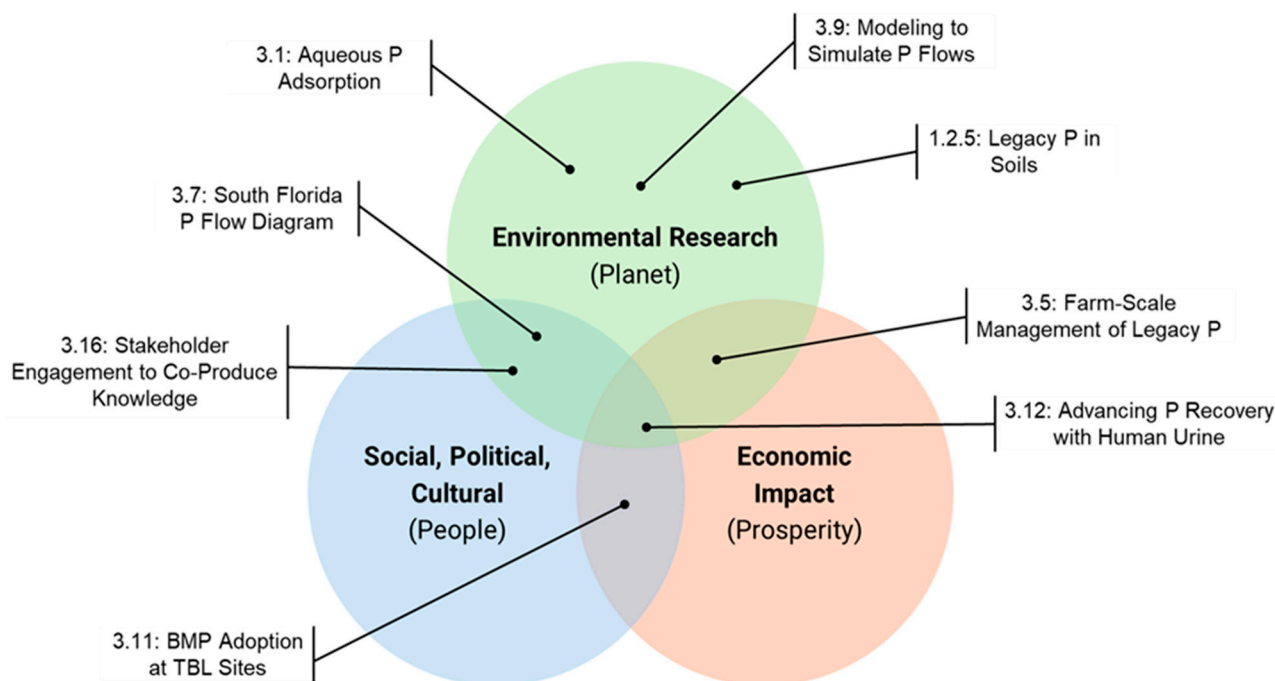 3.1: Aqueous P
Adsorption
3.9: Modeling to
Simulate P Flows
1.2.5: Legacy P in
Soils
3.7: South Florida
P Flow Diagram
Environmental Research
(Planet)
3.5: Farm-Scale
Management of Legacy P
3.16: Stakeholder
Engagement to Co-Produce
Knowledge
3.12: Advancing P Recovery
with Human Urine
Social, Political,
Cultural
(People)
Economic
Impact
(Prosperity)
3.11: BMP Adoption
at TBL Sites